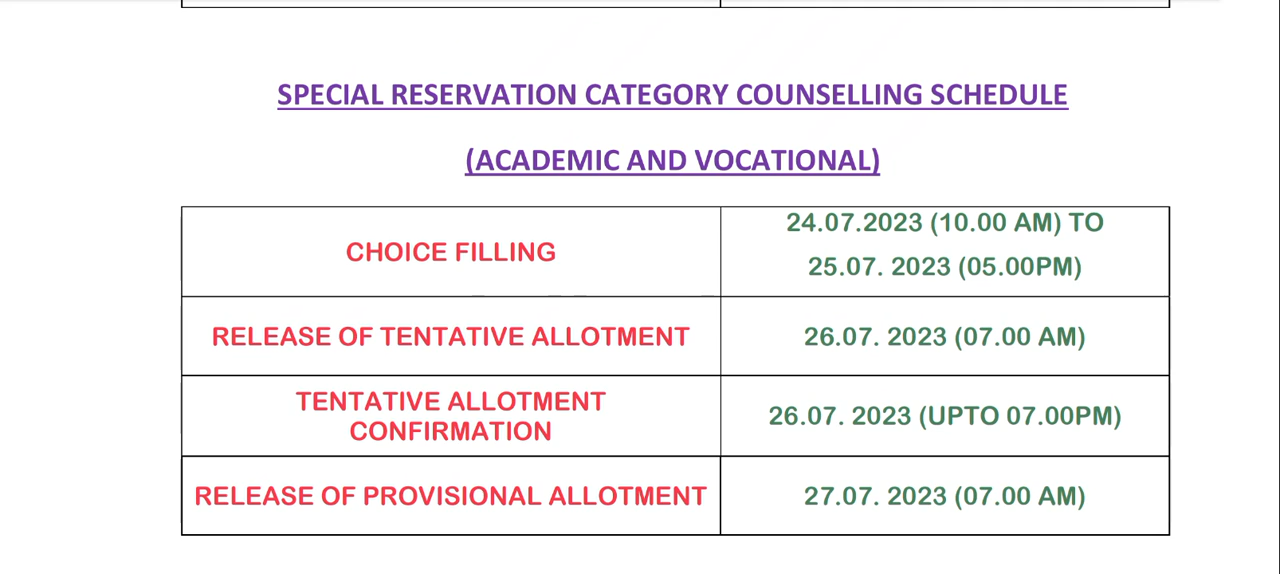 SPECIAL RESERVATION CATEGORY COUNSELLING SCHEDULE
(ACADEMIC AND VOCATIONAL)
CHOICE FILLING
24.07.2023 (10.00 AM) TO
25.07. 2023 (05.00PM)
RELEASE OF TENTATIVE ALLOTMENT
26.07. 2023 (07.00 AM)
TENTATIVE ALLOTMENT
CONFIRMATION
26.07. 2023 (UPTO 07.00PM)
RELEASE OF PROVISIONAL ALLOTMENT
27.07. 2023 (07.00 AM)